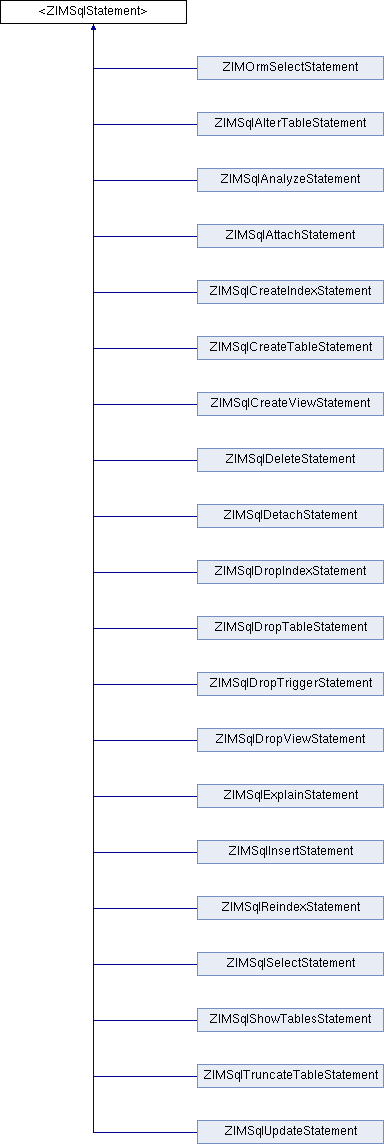 <ZIMSqlStatement>
ZIMOrmSelectStatement
ZIMSqlAlterTableStatement
ZIMSqlAnalyzeStatement
ZIMSqlAttachStatement
ZIMSqlCreateIndexStatement
ZIMSqlCreateTableStatement
ZIMSqlCreateViewStatement
ZIMSqlDeleteStatement
ZIMSqlDetachStatement
ZIMSqlDropIndexStatement
ZIMSqlDropTableStatement
ZIMSqlDropTriggerStatement
ZIMSqlDropViewStatement
ZIMSqlExplainStatement
ZIMSqlInsertStatement
ZIMSqlReindexStatement
ZIMSqlSelectStatement
ZIMSqlShowTablesStatement
ZIMSqlTruncateTableStatement
ZIMSqlUpdateStatement